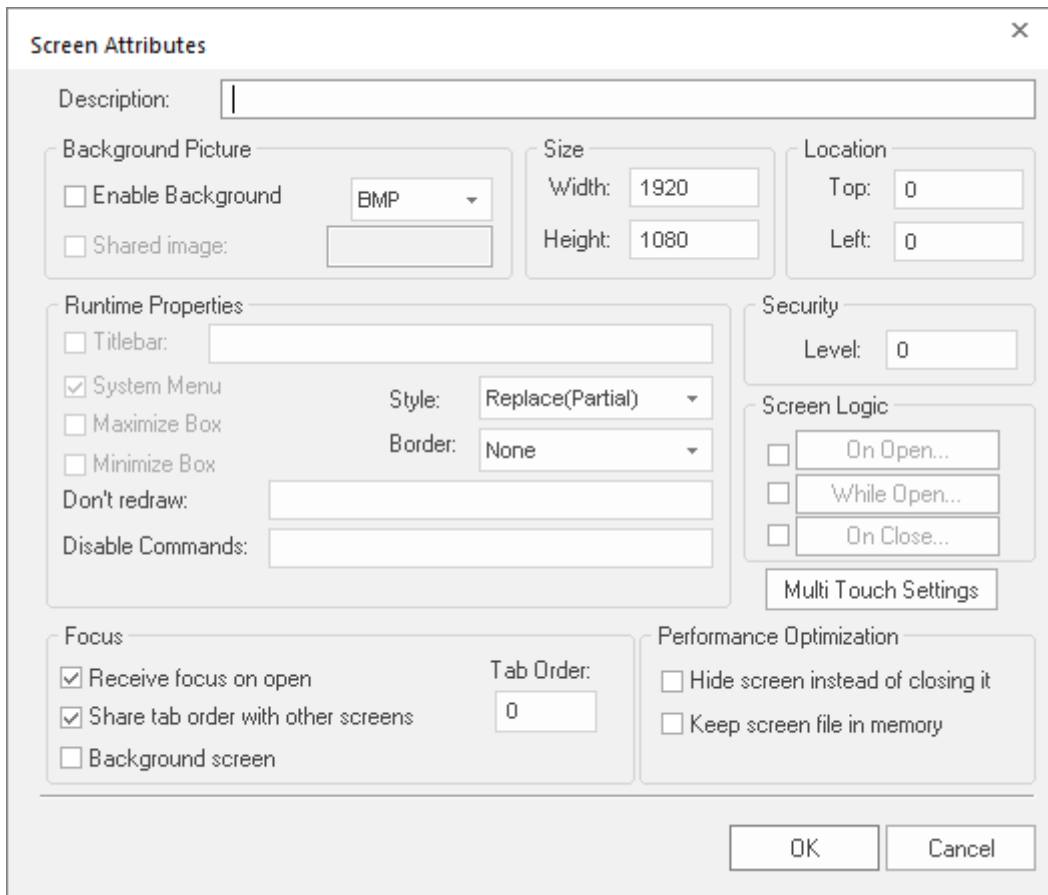 Screen Attributes
Description:
Background Picture
Enable Background
BMP
Shared image:
Size
Width: 1920
Height: 1080
Location
Top: 0
Left: 0
Runtime Properties
Titlebar:
System Menu
Maximize Box
Minimize Box
Style: Replace(Partial)
Border: None
Don't redraw:
Disable Commands:
Security
Level: 0
Screen Logic
On Open...
While Open...
On Close...
Multi Touch Settings
Focus
Receive focus on open
Share tab order with other screens
Background screen
Tab Order:
0
Performance Optimization
Hide screen instead of closing it
Keep screen file in memory
OK
Cancel